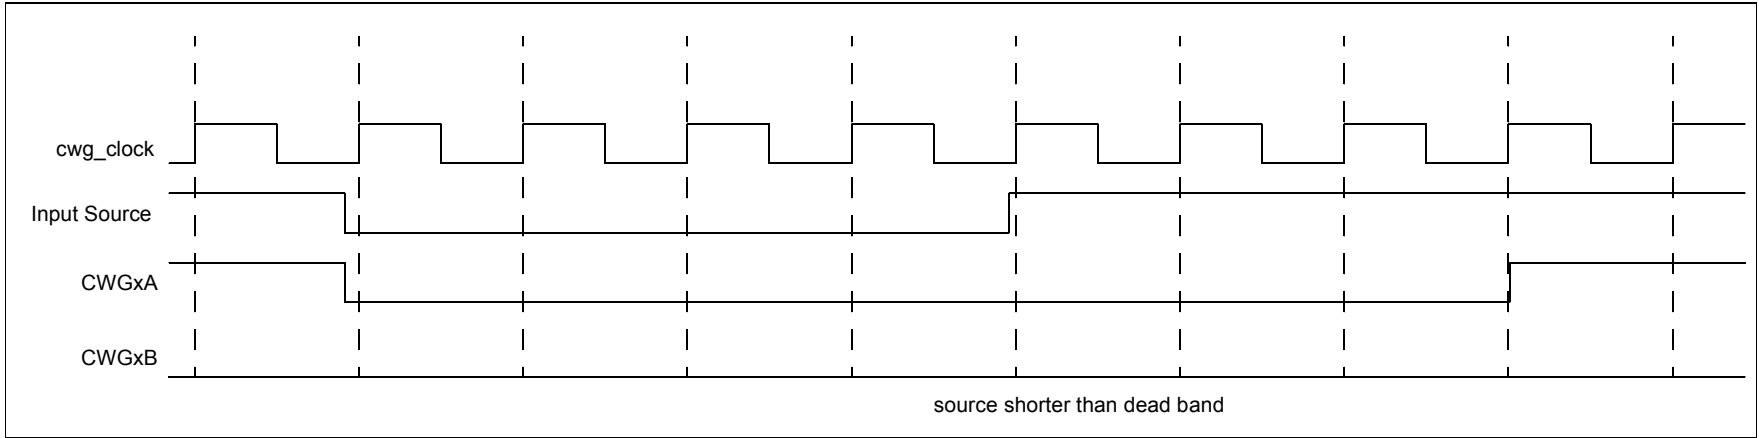 cwg_clock
Input Source
CWGxA
CWGxB
source shorter than dead band